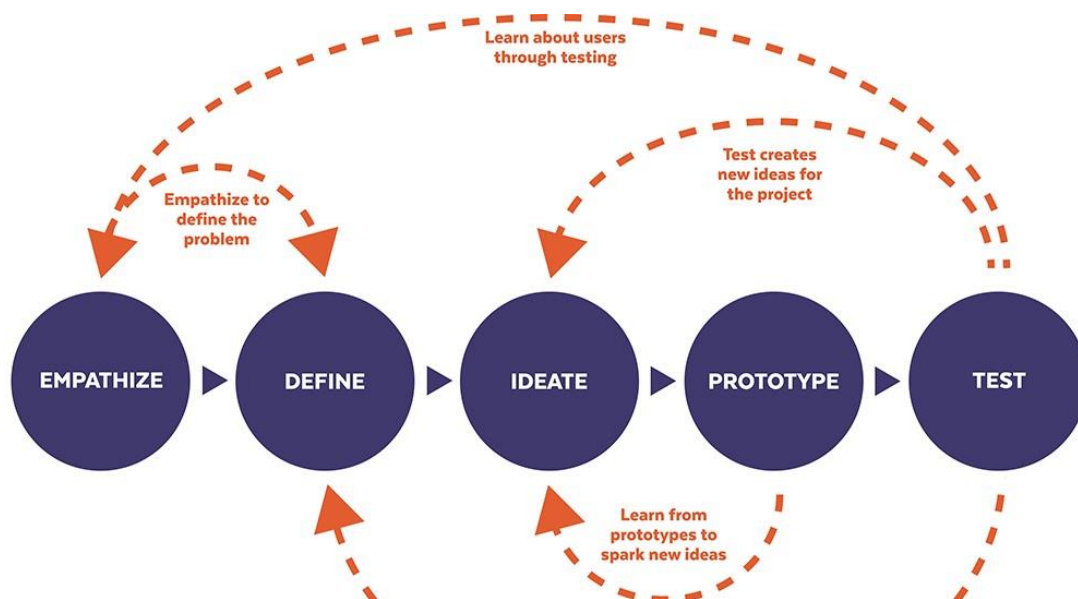 Learn about users
through testing
Test creates
new ideas for
the project
Empathize to
define the
problem
EMPATHIZE
DEFINE
IDEATE
PROTOTYPE
TEST
Learn from
prototypes to
spark new ideas